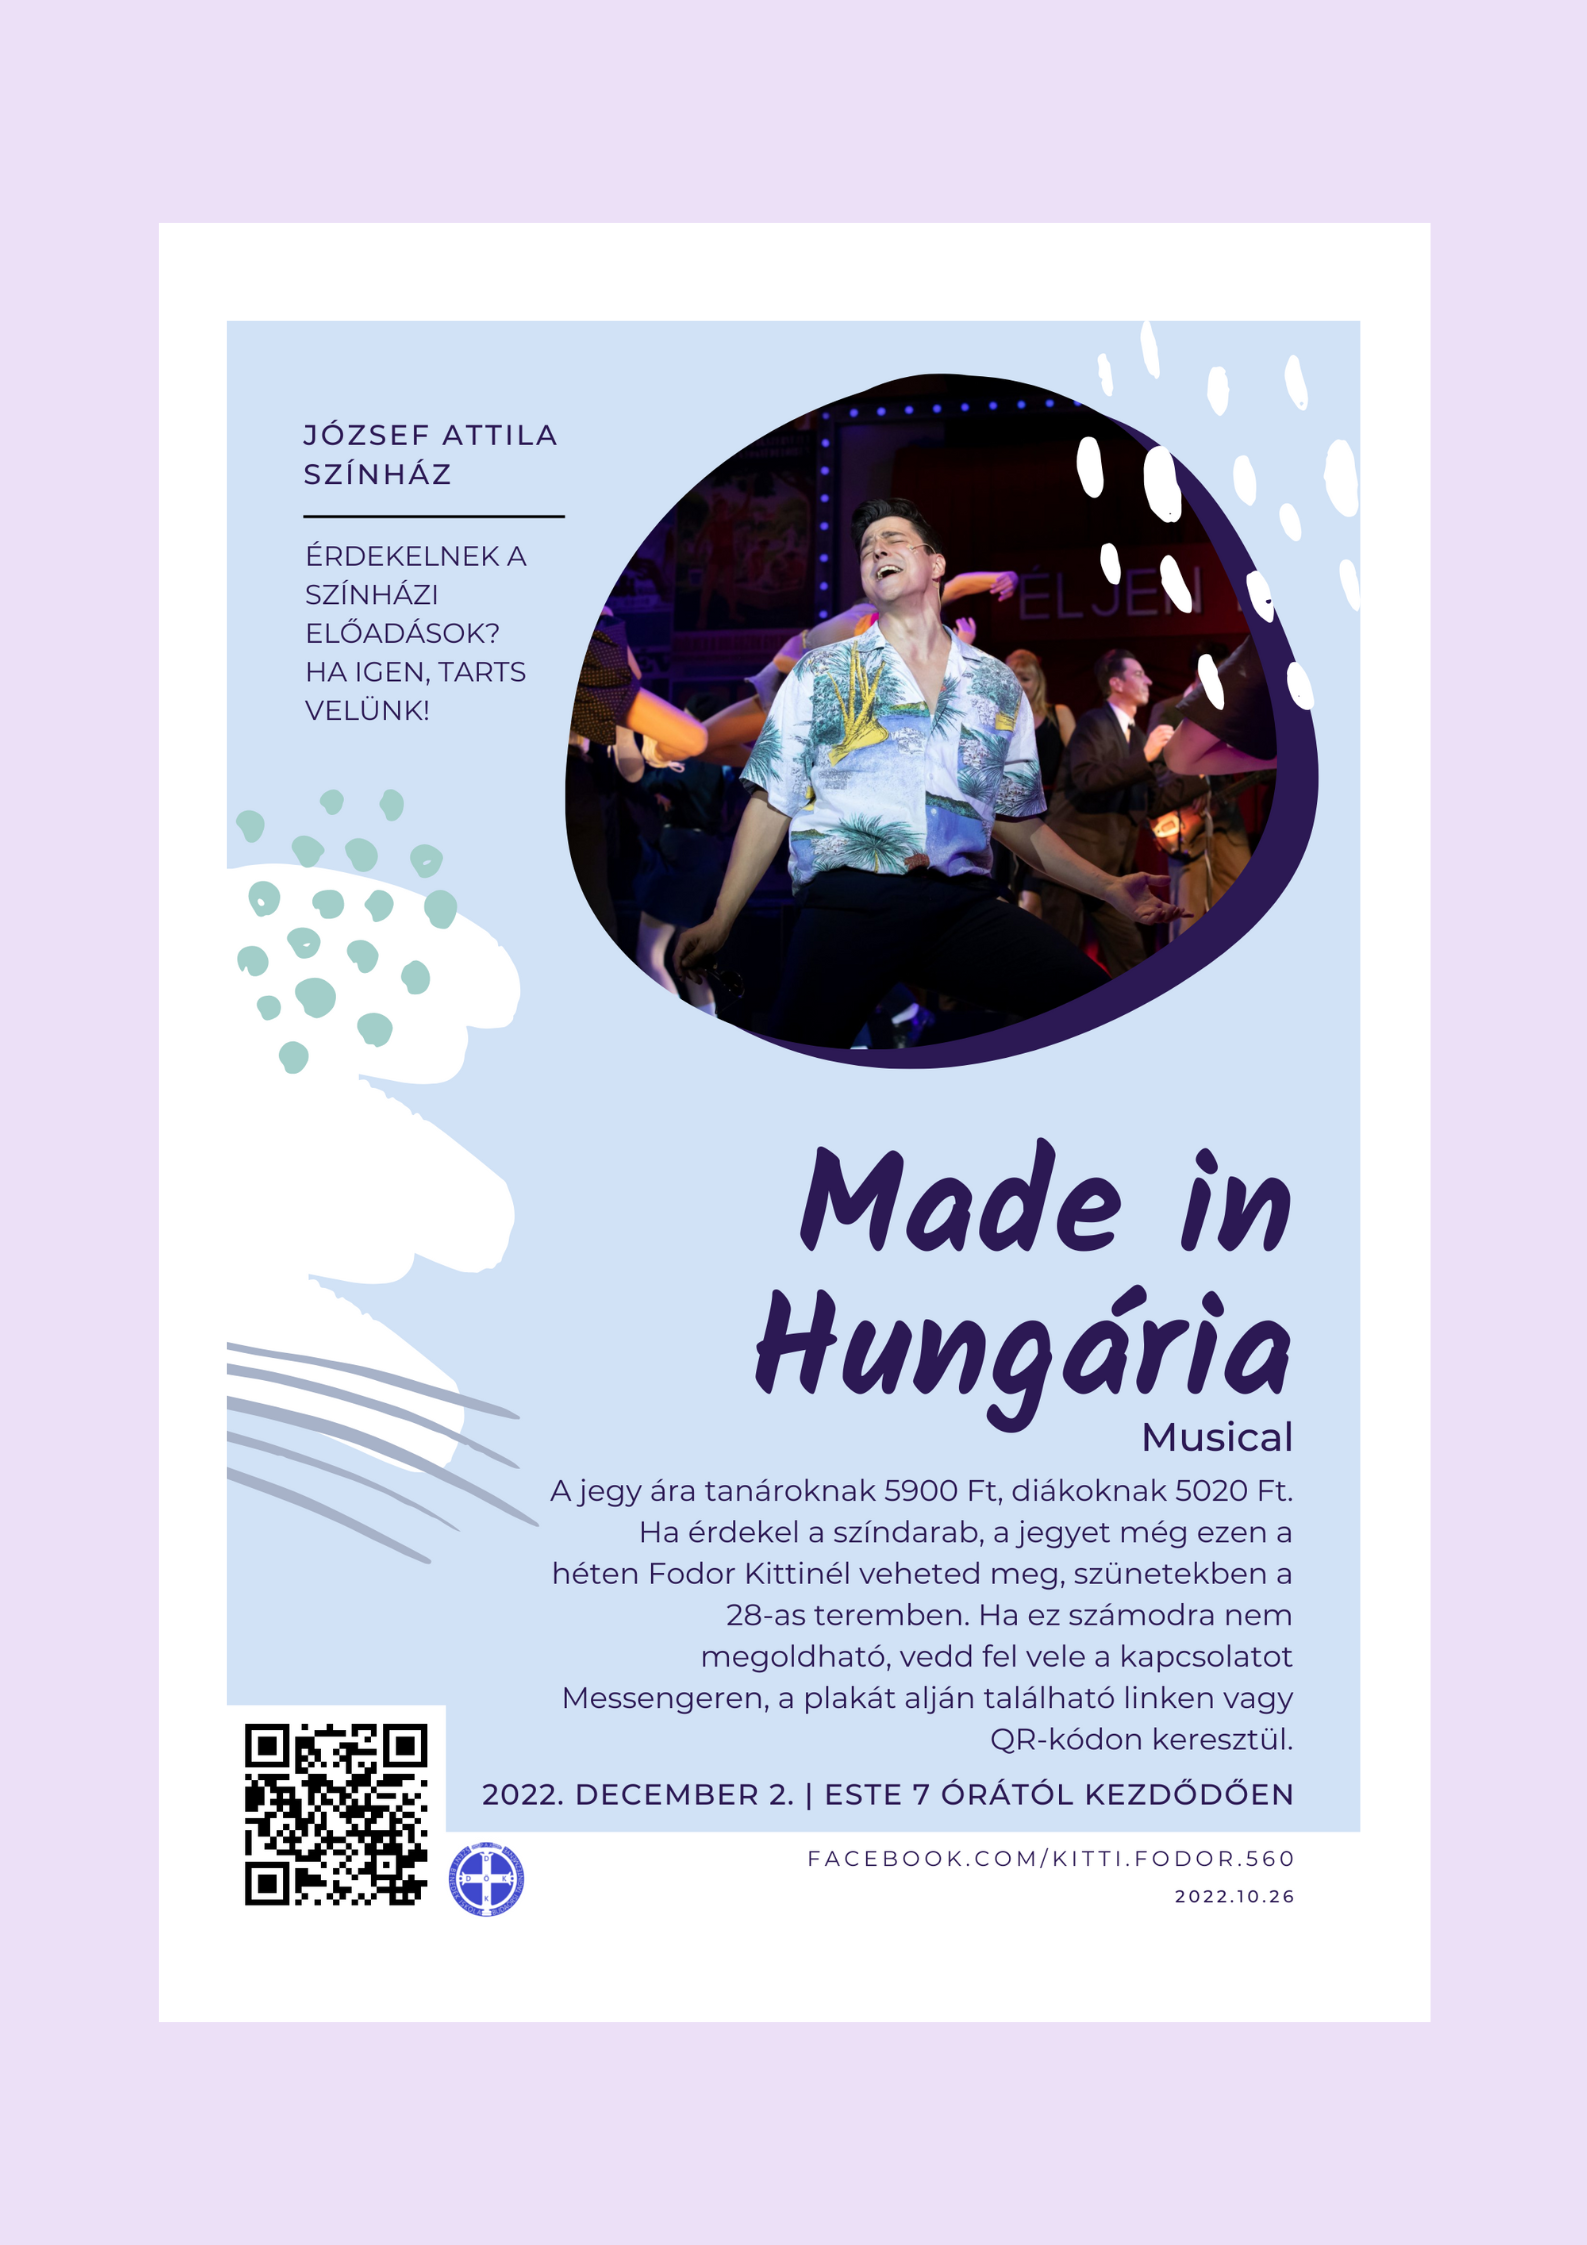 JÓZSEF ATTILA
SZÍNHÁZ
ÉRDEKELNEK A
SZÍNHÁZI
ELŐADÁSOK?
HA IGEN, TARTS
VELÜNK!
ÉLJEN
Made in
Hungária
Musical
A jegy ára tanároknak 5900 Ft, diákoknak 5020 Ft.
Ha érdekel a színdarab, a jegyet még ezen a
héten Fodor Kittinél veheted meg, szünetekben a
28-as teremben. Ha ez számodra nem
megoldható, vedd fel vele a kapcsolatot
Messengeren, a plakát alján található linken vagy
QR-kódon keresztül.
2022. DECEMBER 2. | ESTE 7 ÓRÁTÓL KEZDŐDŐEN
D
D Ö K
K
FACEBOOK.COM/KITTI.FODOR.560
2022.10.26